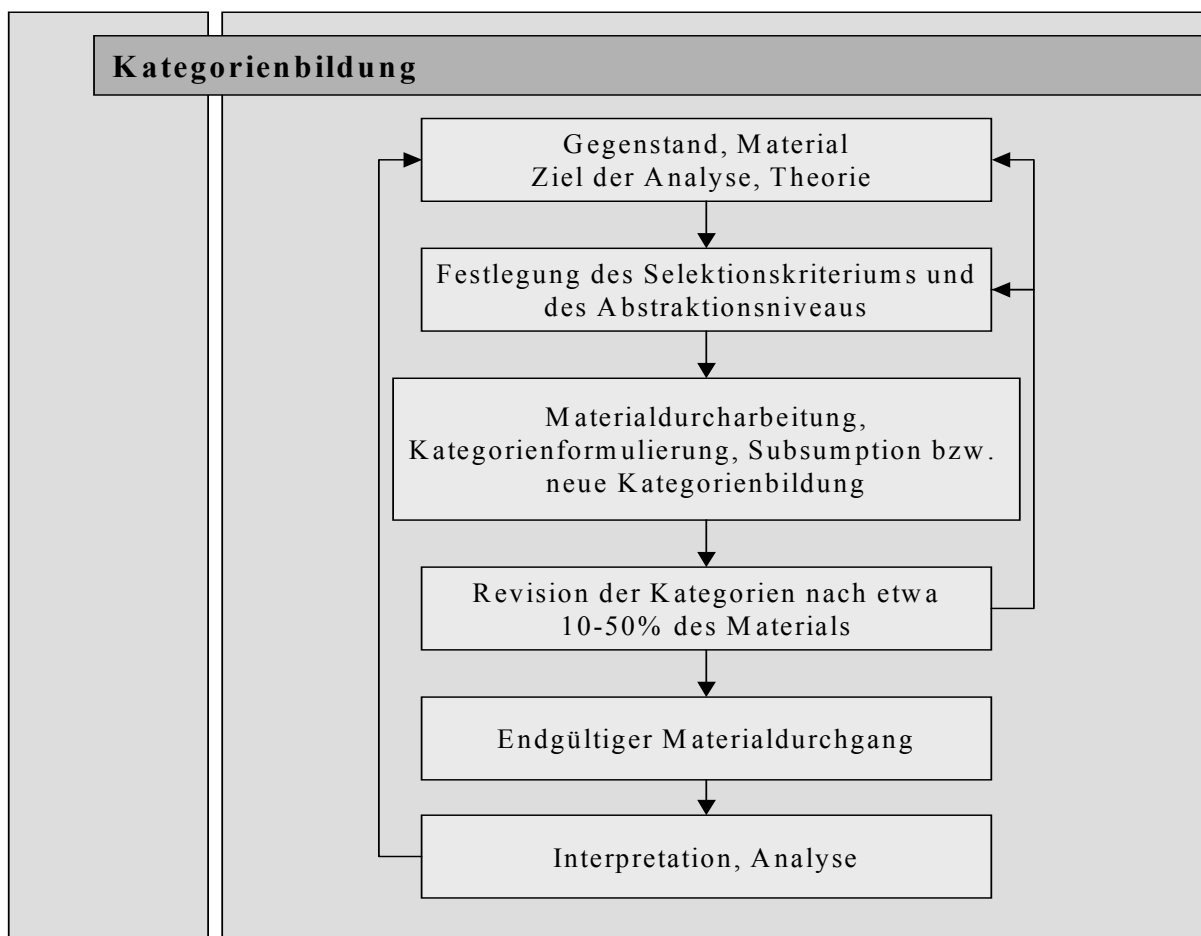 Kategorienbildung
Gegenstand, Material
Ziel der Analyse, Theorie
Festlegung des Selektionskriteriums und
des Abstraktionsniveaus
Materialdurcharbeitung,
Kategorienformulierung, Subsumption bzw.
neue Kategorienbildung
Revision der Kategorien nach etwa
10-50% des Materials
Endgültiger Materialdurchgang
Interpretation, Analyse